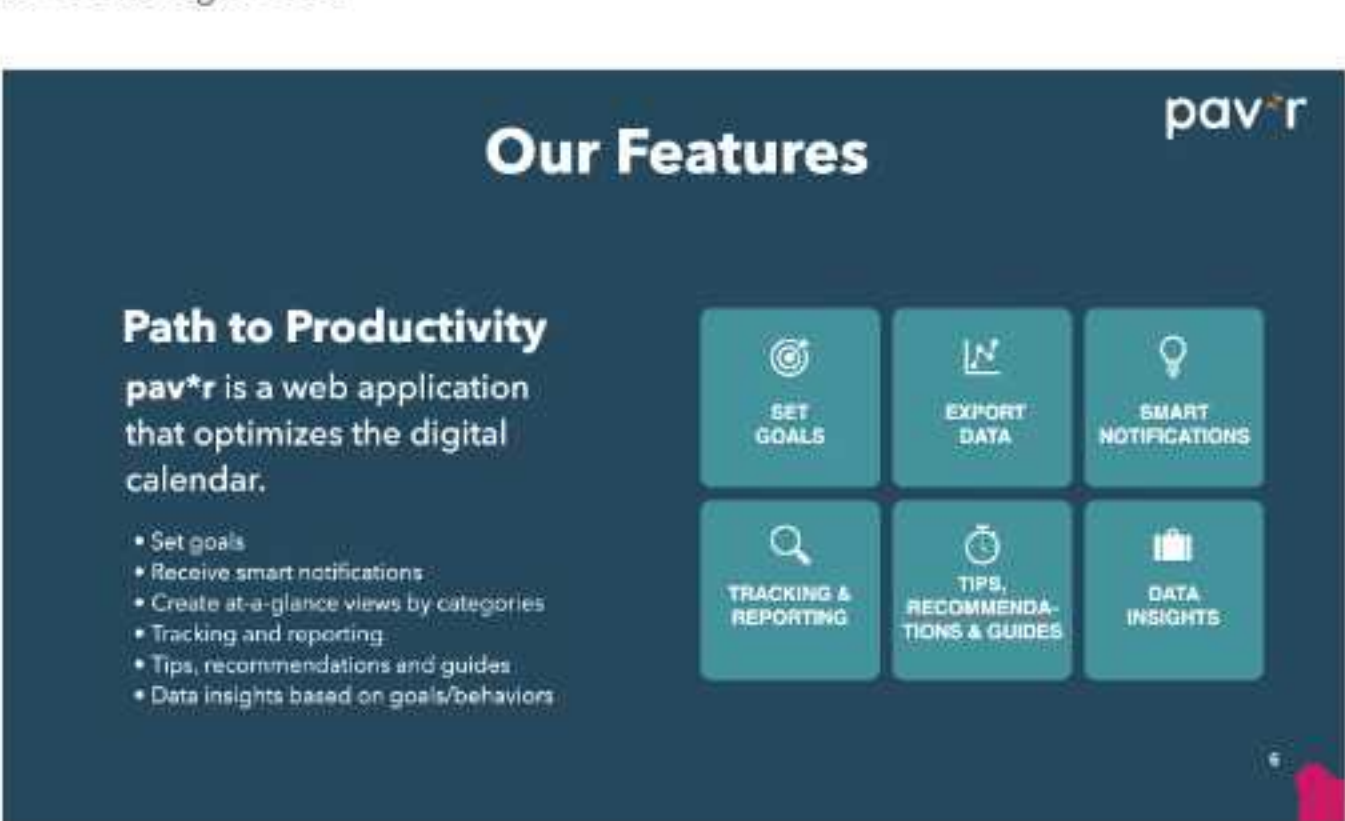 pav*r
Our Features
Path to Productivity
pav*r is a web application
that optimizes the digital
calendar.
• Set goals
• Receive smart notifications
• Create at-a-glance views by categories
• Tracking and reporting
• Tips, recommendations and guides
• Data insights based on goals/behaviors
SET
GOALS
EXPORT
DATA
SMART
NOTIFICATIONS
TRACKING &
REPORTING
TIPS,
RECOMMENDA-
TIONS & GUIDES
DATA
INSIGHTS
6